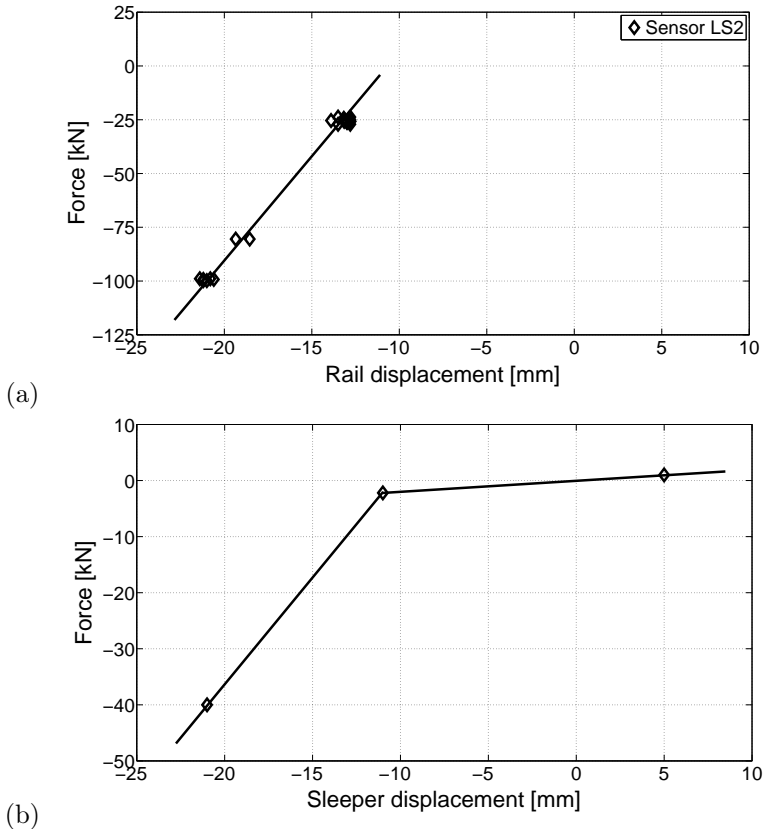 25
Sensor LS2
0
−25
−50
−75
−100
−125
Force [kN]
−25 −20 −15 −10 −5 0 5 10
Rail displacement [mm]
(a)
10
0
−10
−20
−30
−40
−50
Force [kN]
−25 −20 −15 −10 −5 0 5 10
Sleeper displacement [mm]
(b)